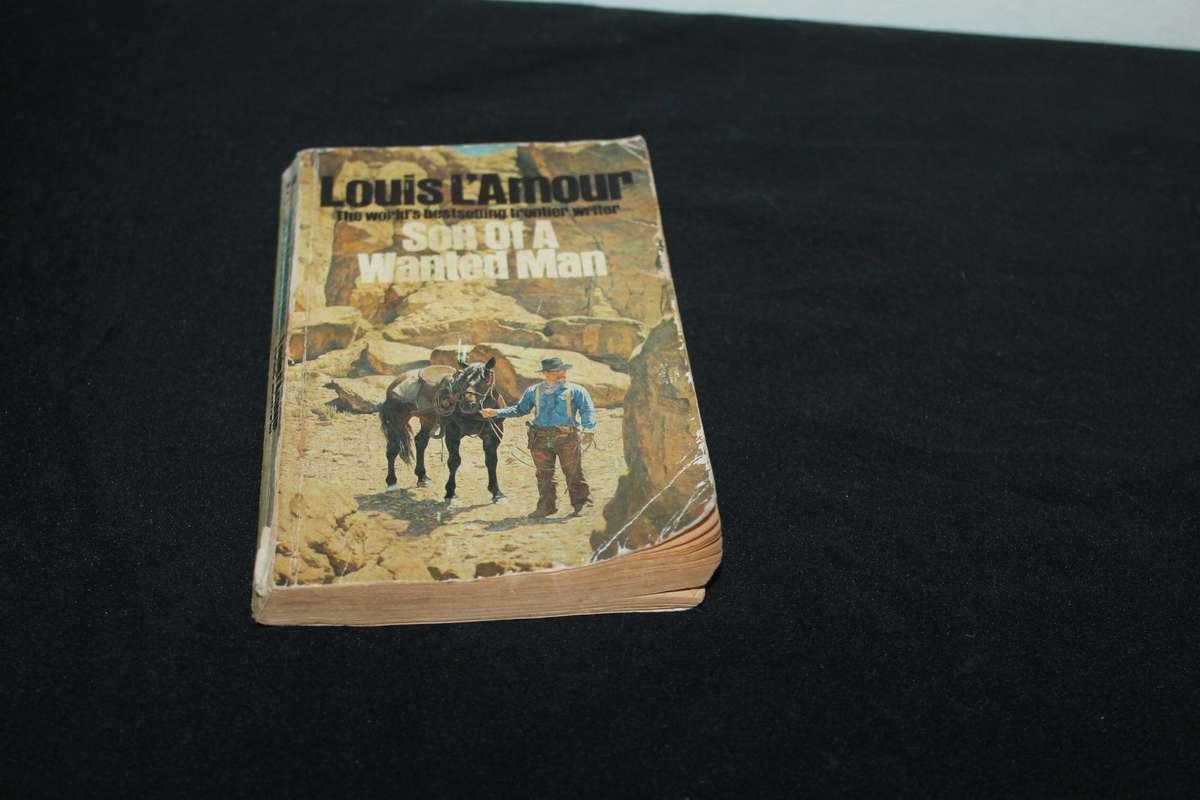 Louis L'Amour
The world's bestselling frontier writer
Son Of A
Wanted Man